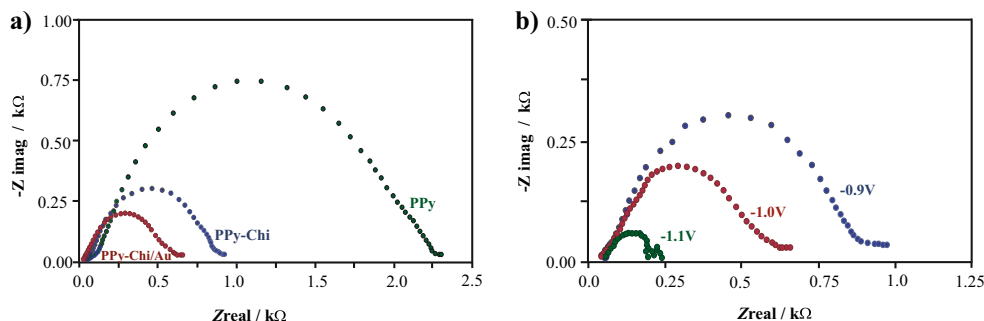 a)
1.00
0.75
0.50
0.25
0.00
-Z imag / kΩ
PPy
PPy-Chi
PPy-Chi/Au
0.0
0.5
1.0
1.5
2.0
2.5
Zreal / kΩ
b)
0.50
0.25
0.00
-Z imag / kΩ
-0.9V
-1.0V
-1.1V
0
0.25
0.5
0.75
1.0
1.25
Zreal / kΩ